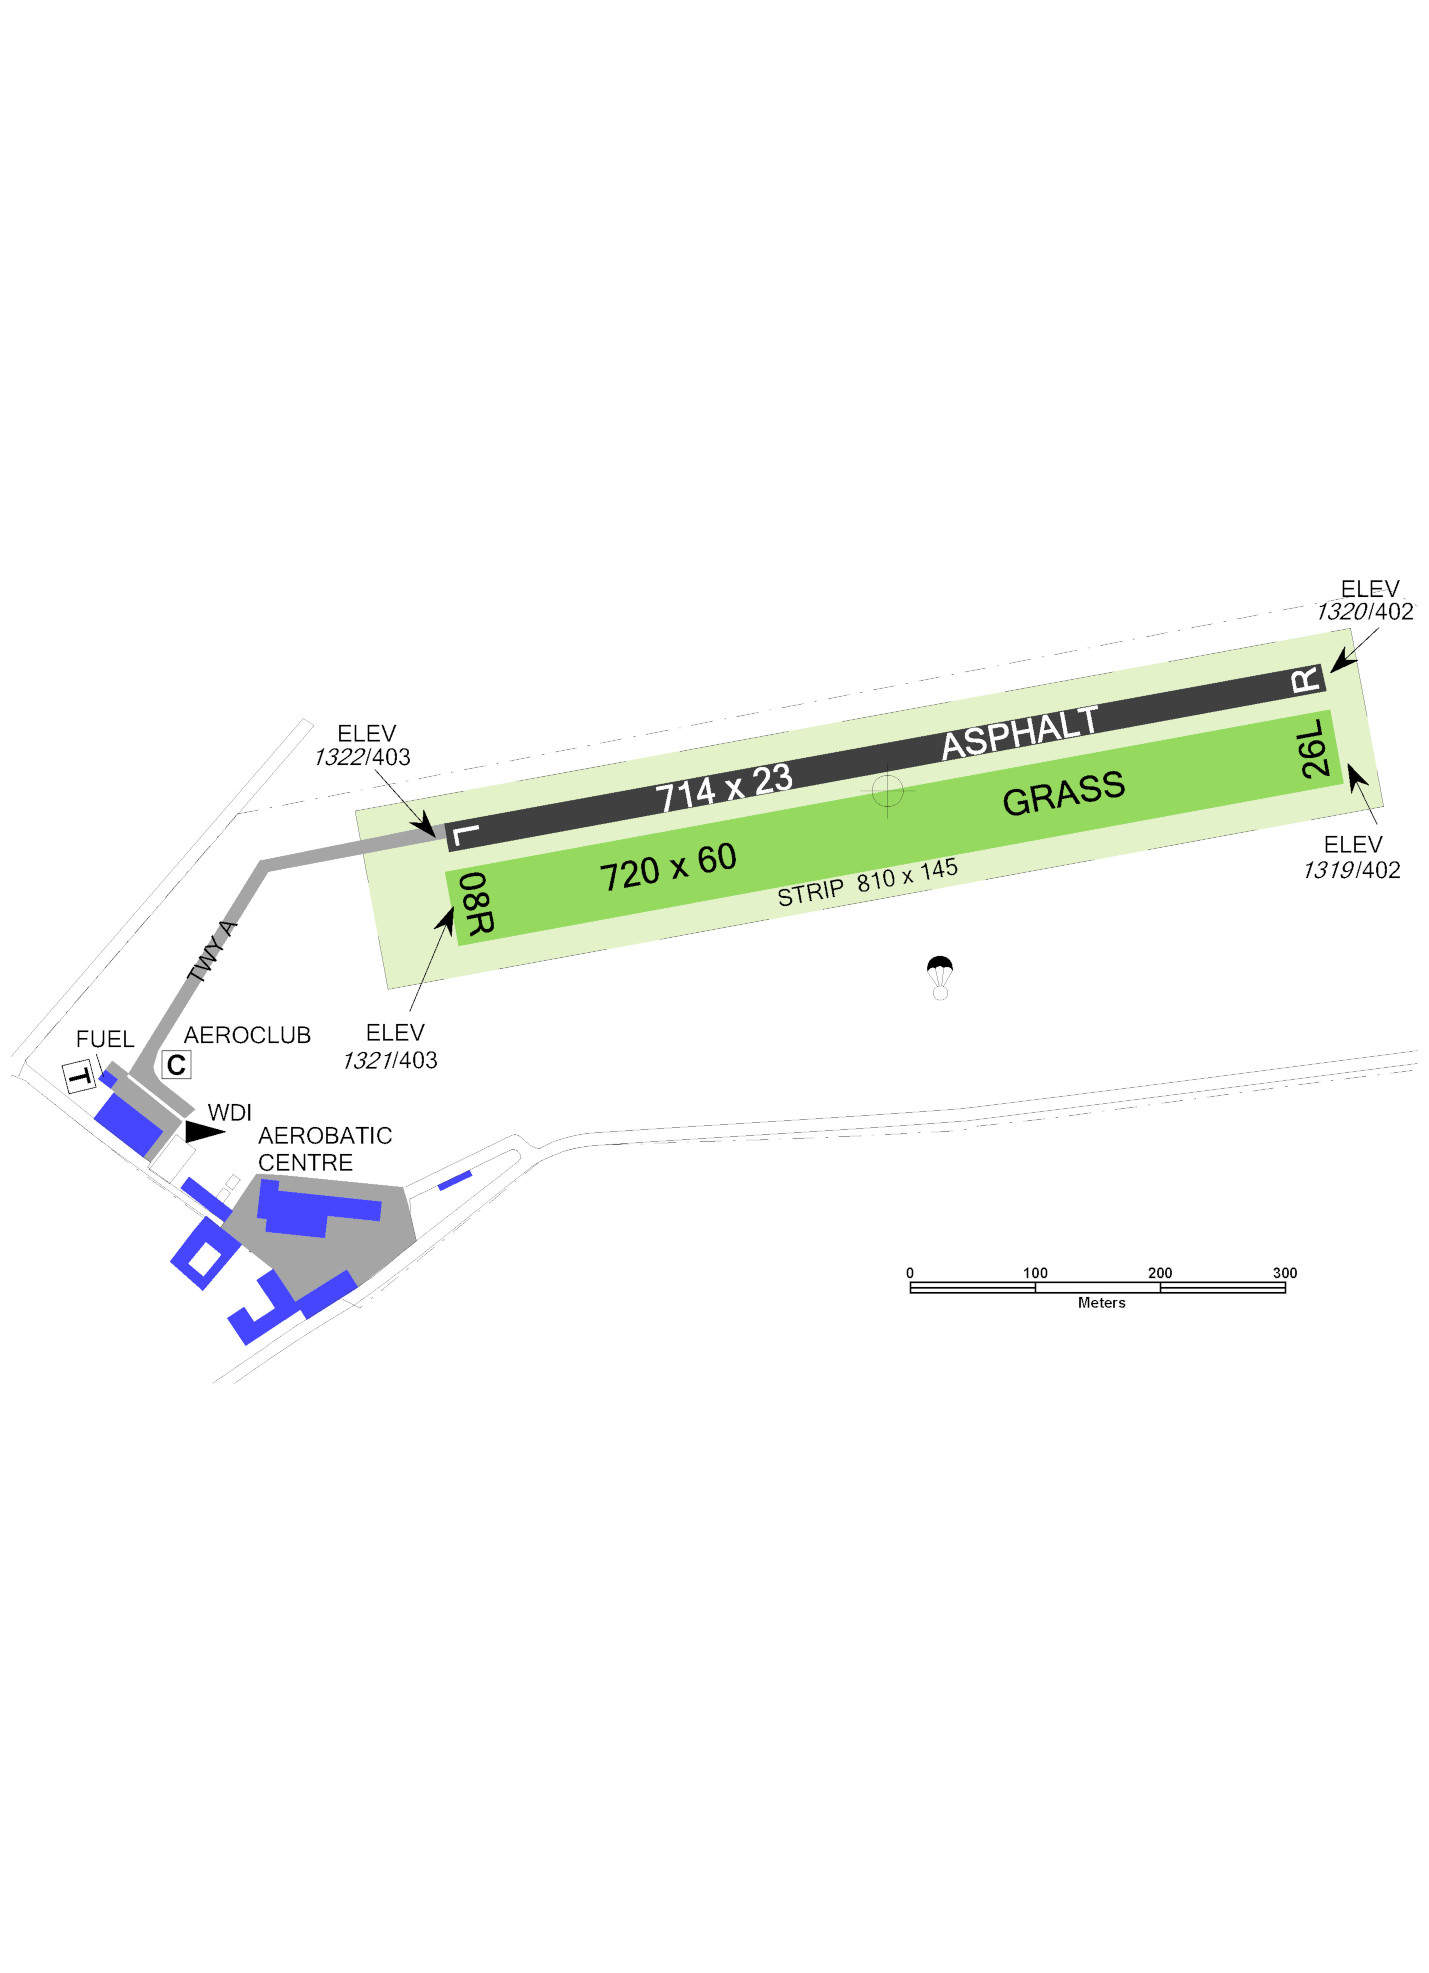 ELEV
1320/402
R
ELEV
1322/403
ASPHALT
26L
714 x 23
L
GRASS
ELEV
1319/402
720 x 60
STRIP 810 x 145
08R
TWY A
ELEV
1321/403
FUEL
AEROCLUB
C
T
WDI
AEROBATIC
CENTRE
0 100 200 300
Meters